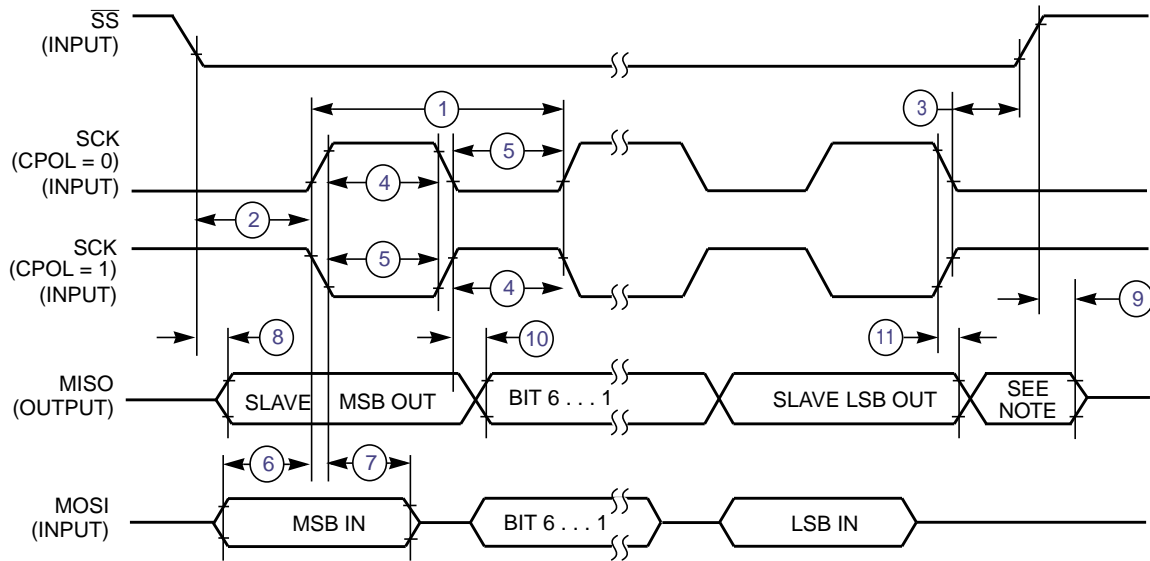 SS
(INPUT)
1
3
SCK
(CPOL = 0)
(INPUT)
5
4
2
SCK
(CPOL = 1)
(INPUT)
5
4
9
8
10
11
MISO
(OUTPUT)
SLAVE MSB OUT
BIT 6 . . . 1
SLAVE LSB OUT
SEE
NOTE
6
7
MOSI
(INPUT)
MSB IN
BIT 6 . . . 1
LSB IN